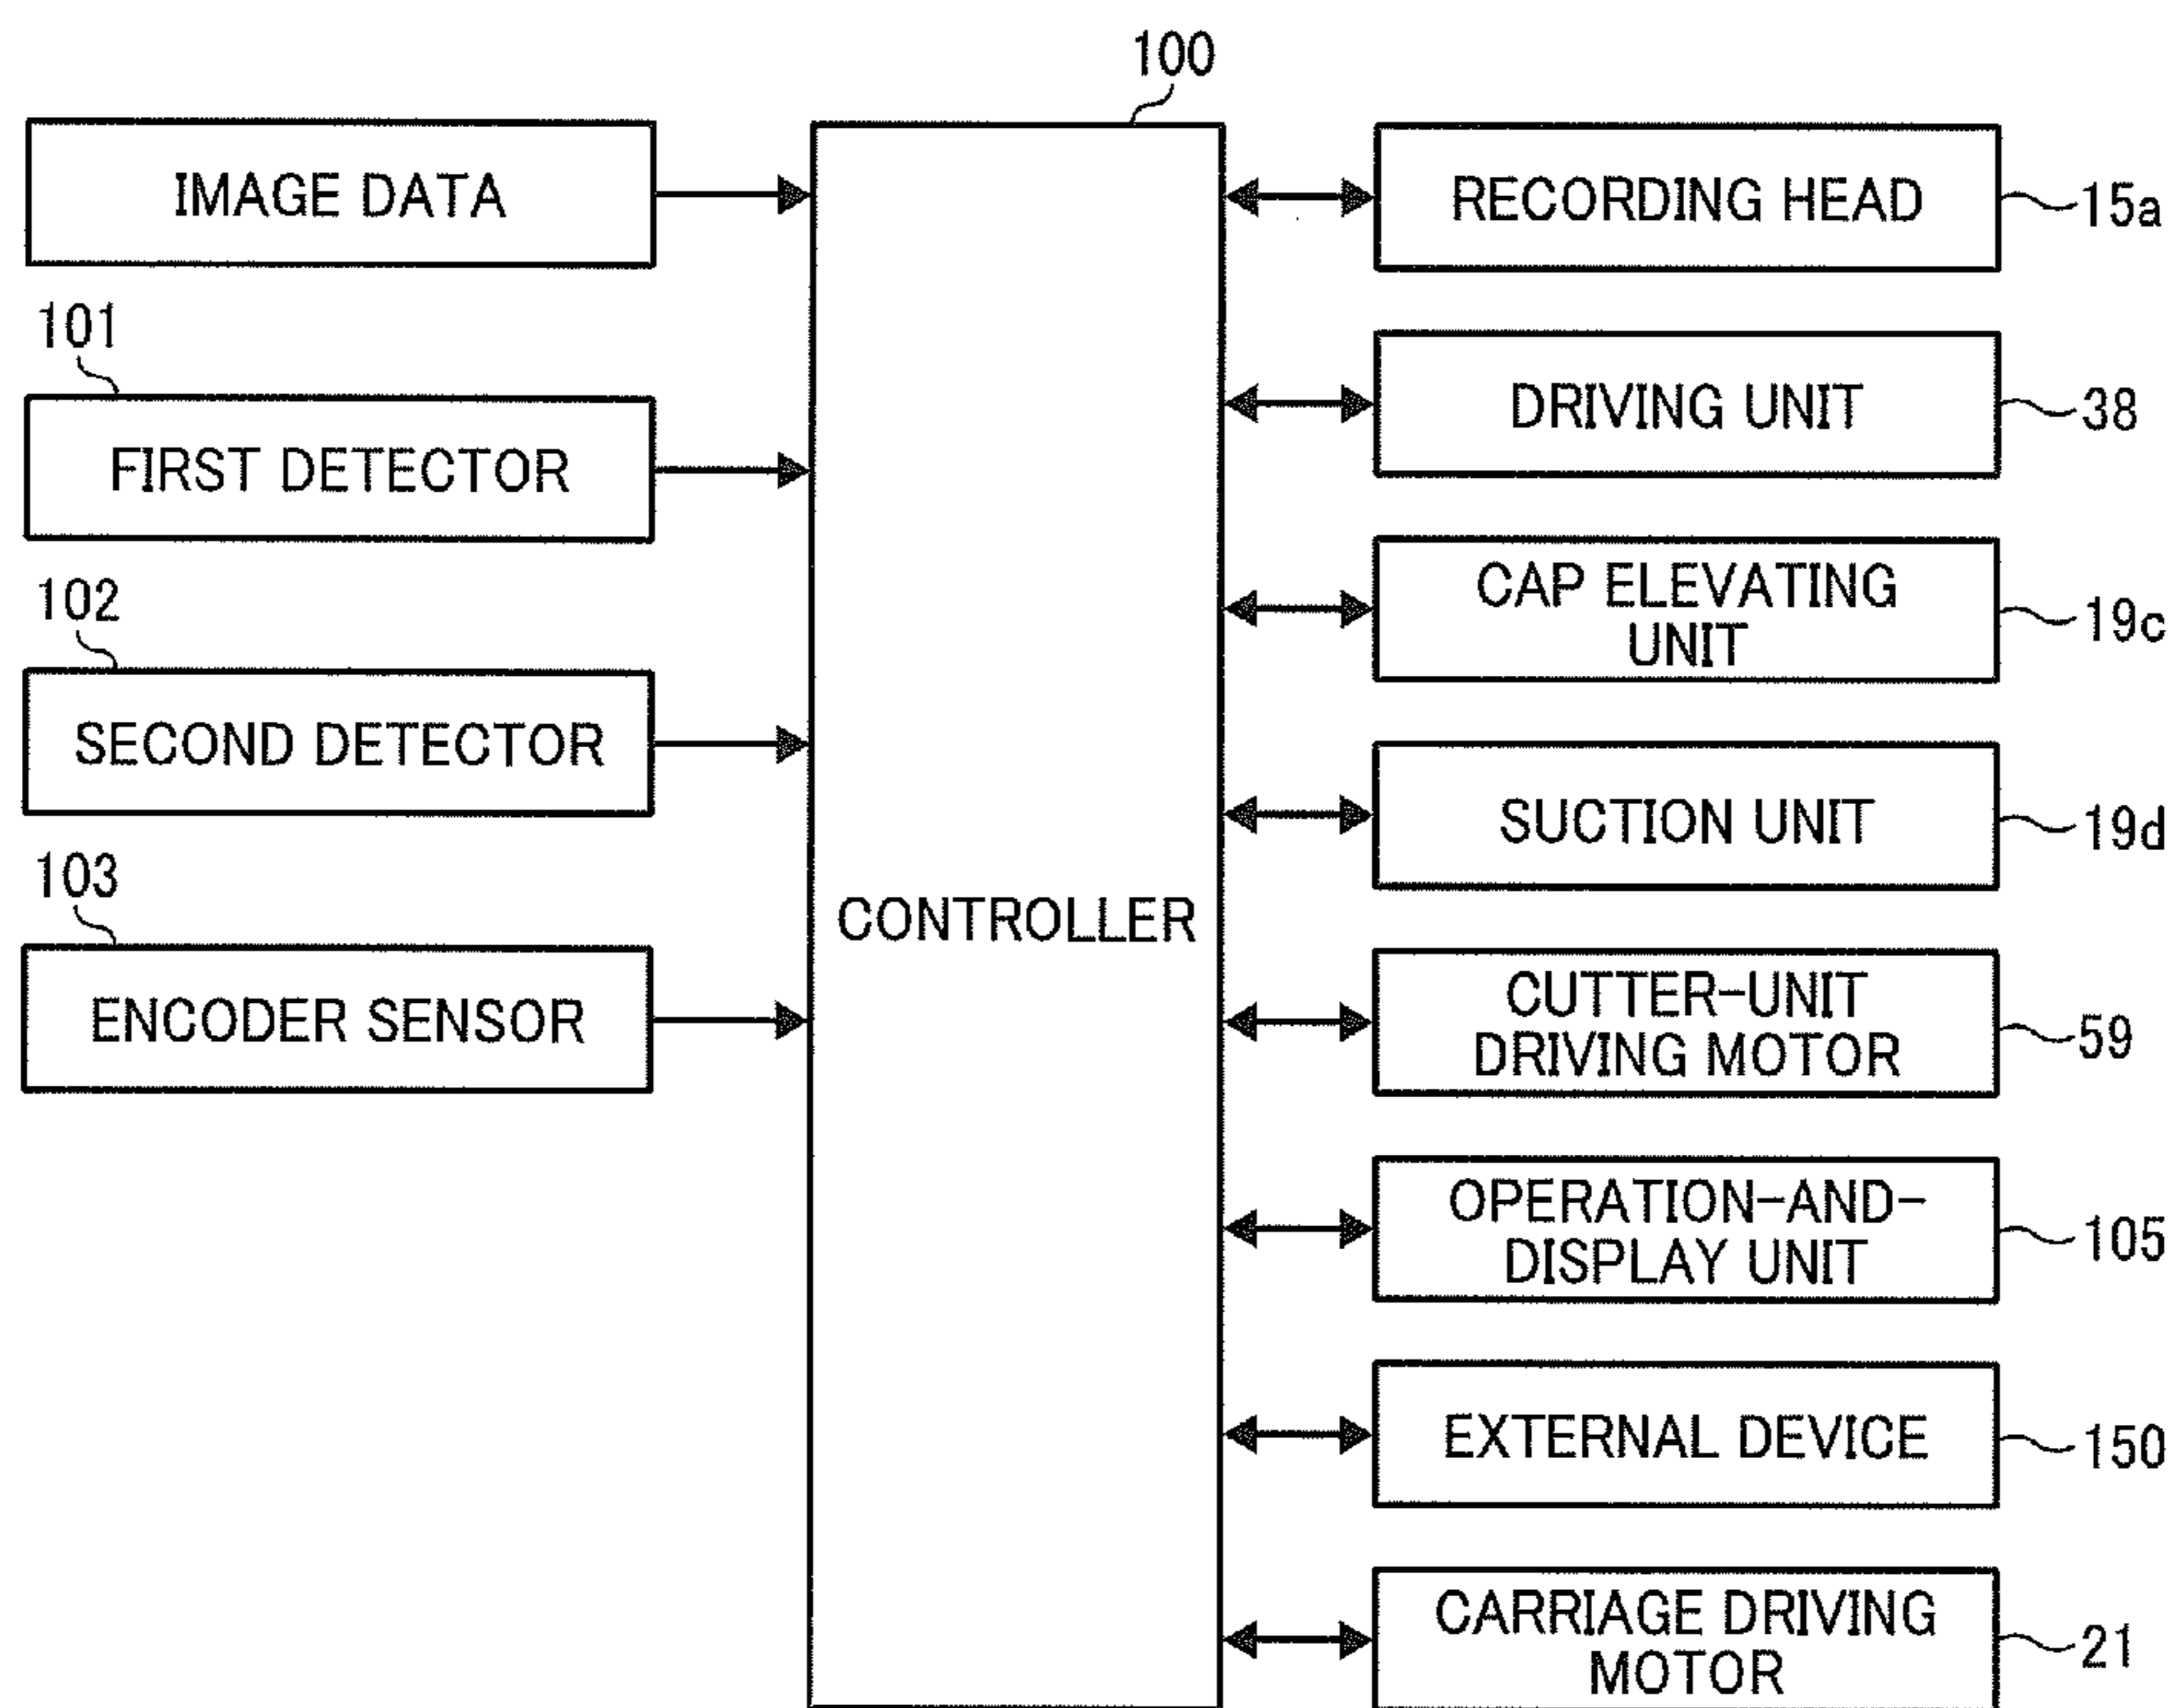 100
IMAGE DATA
101
FIRST DETECTOR
102
SECOND DETECTOR
103
ENCODER SENSOR
CONTROLLER
RECORDING HEAD
15a
DRIVING UNIT
38
CAP ELEVATING
UNIT
19c
SUCTION UNIT
19d
CUTTER-UNIT
DRIVING MOTOR
59
OPERATION-AND-
DISPLAY UNIT
105
EXTERNAL DEVICE
150
CARRIAGE DRIVING
MOTOR
21